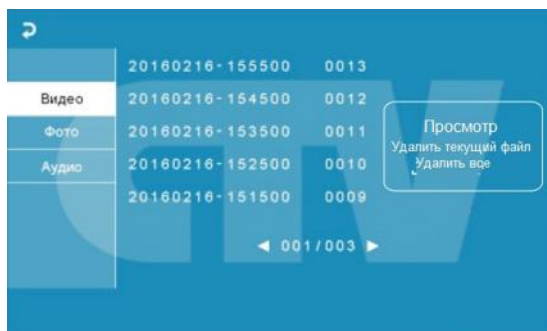 20160216-155500 0013
Видео 20160216-154500 0012
Фото 20160216-153500 0011
Аудио 20160216-152500 0010
20160216-151500 0009
Просмотр
Удалить текущий файл
Удалить все
◀ 001/003 ▶